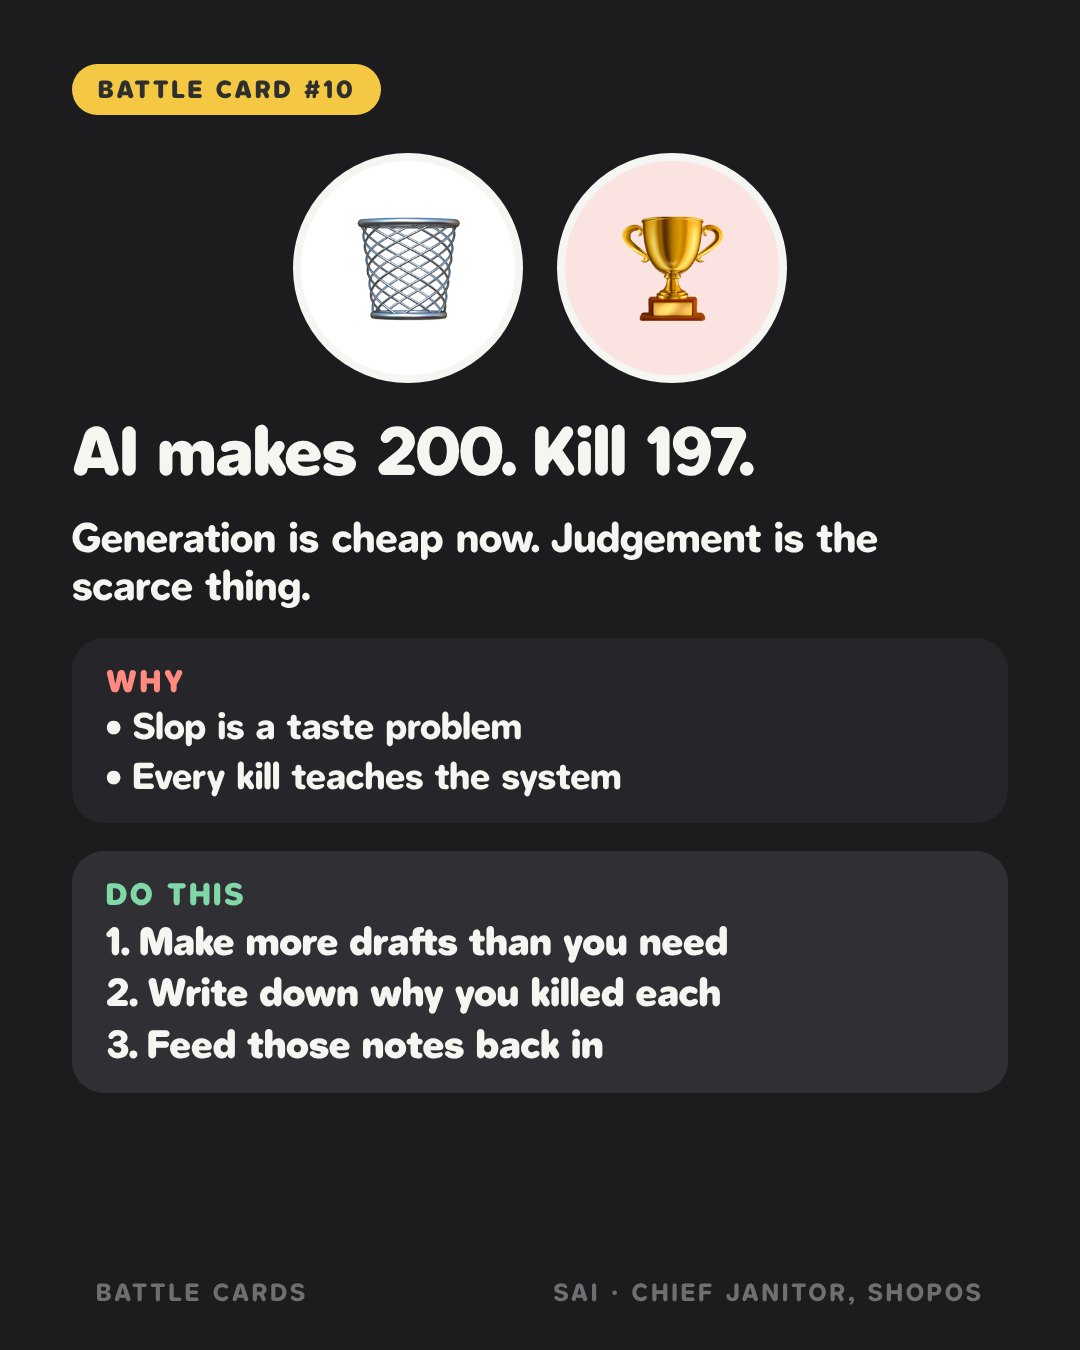 BATTLE CARD #10
AI makes 200. Kill 197.
Generation is cheap now. Judgement is the
scarce thing.
WHY
• Slop is a taste problem
• Every kill teaches the system
DO THIS
1. Make more drafts than you need
2. Write down why you killed each
3. Feed those notes back in
BATTLE CARDS
SAI · CHIEF JANITOR, SHOPOS